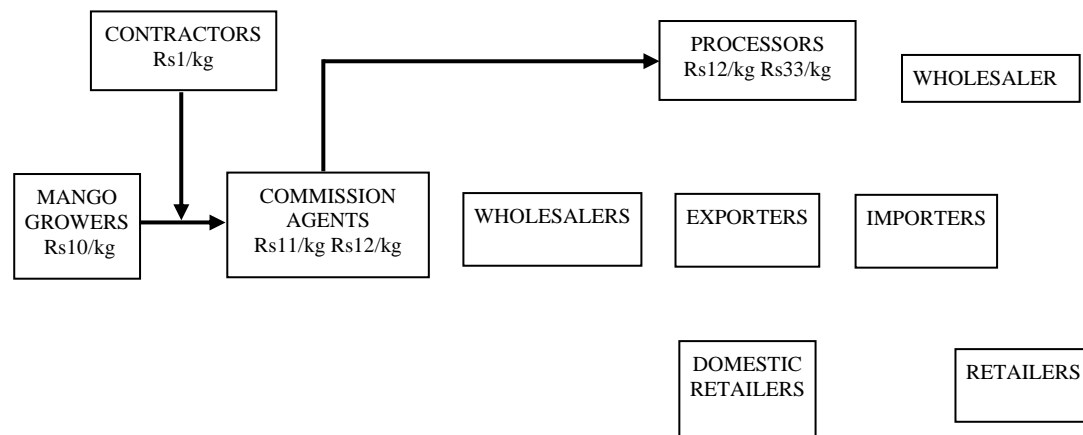 CONTRACTORS
Rs1/kg
PROCESSORS
Rs12/kg Rs33/kg
WHOLESALER
MANGO
GROWERS
Rs10/kg
COMMISSION
AGENTS
Rs11/kg Rs12/kg
WHOLESALERS
EXPORTERS
IMPORTERS
DOMESTIC
RETAILERS
RETAILERS